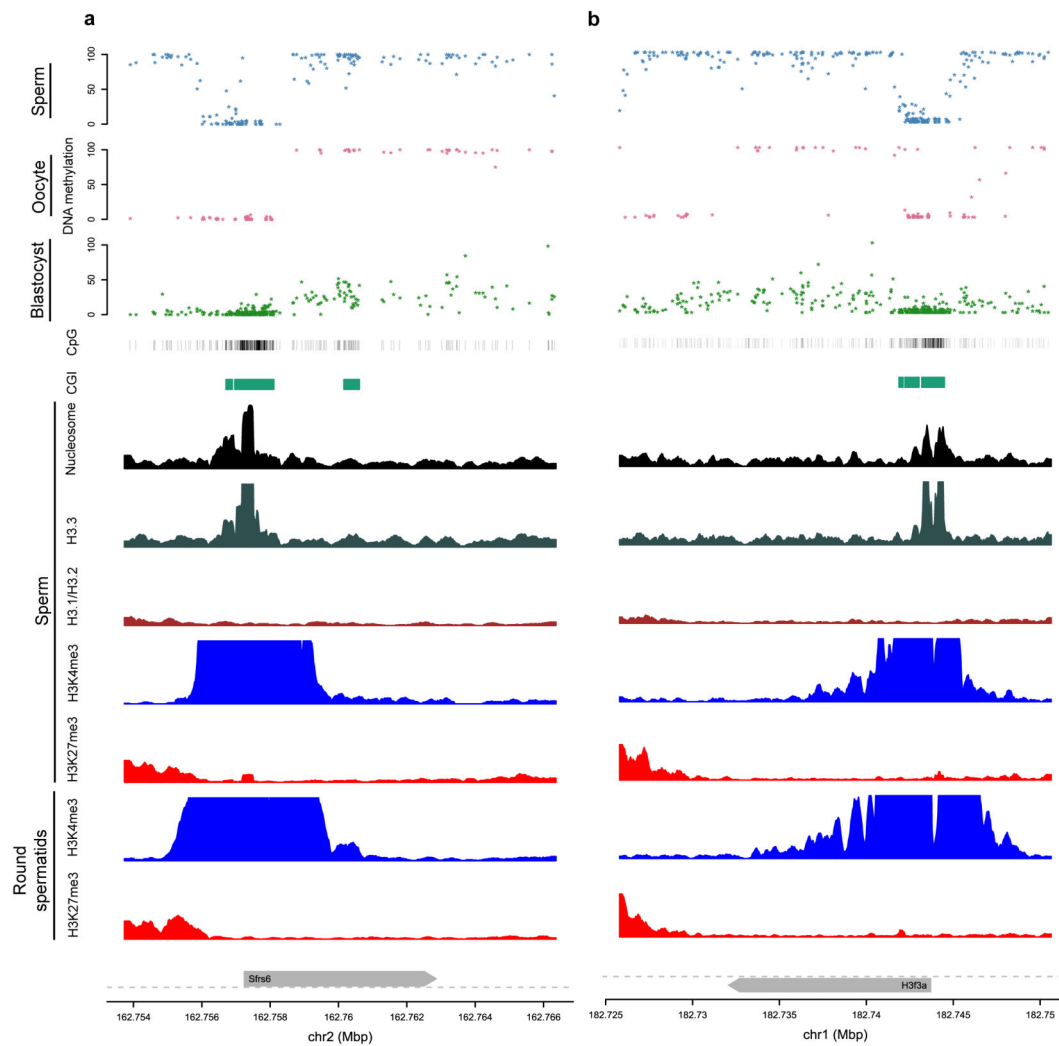 a
b
Sperm
100
50
0
Oocyte
DNA methylation
100
50
0
Blastocyst
100
50
0
CpG
CGI
Sperm
Nucleosome
H3.3
H3.1/H3.2
H3K4me3
H3K27me3
Round
spermatids
H3K4me3
H3K27me3
Sfrs6
H3f3a
162.754 162.756 162.758 162.76 162.762 162.764 162.766
chr2 (Mbp)
182.725 182.73 182.735 182.74 182.745 182.75
chr1 (Mbp)